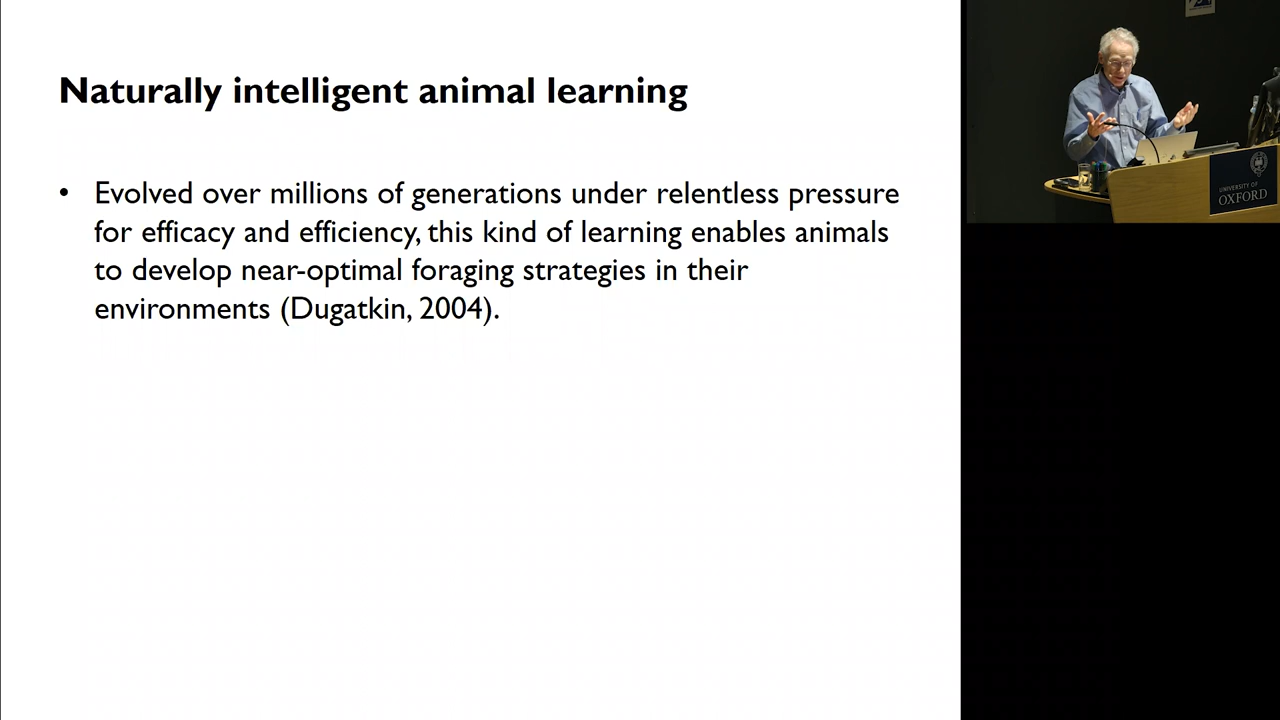 Naturally intelligent animal learning
• Evolved over millions of generations under relentless pressure
for efficacy and efficiency, this kind of learning enables animals
to develop near-optimal foraging strategies in their
environments (Dugatkin, 2004).
UNIVERSITY OF
OXFORD